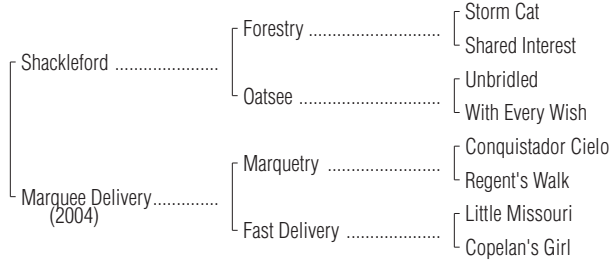 Storm Cat
Forestry ....................
Shared Interest
Shackleford ......................
Unbridled
Oatsee ......................
With Every Wish
Conquistador Cielo
Marquetry .................
Regent's Walk
Marquee Delivery..............
(2004)
Little Missouri
Fast Delivery ..............
Copelan's Girl